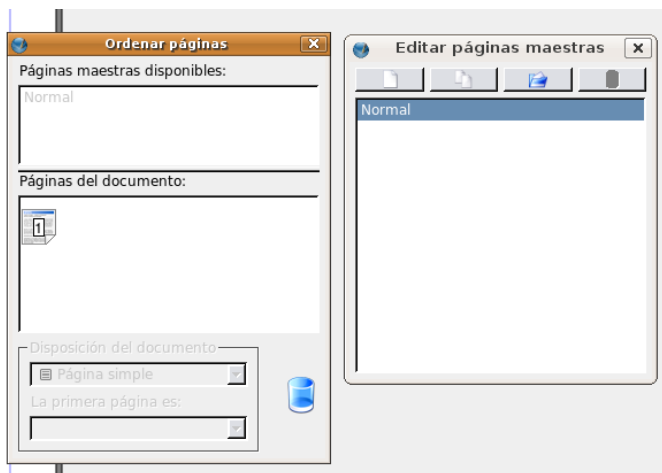 Ordenar páginas
Páginas maestras disponibles:
Normal
Páginas del documento:
1
Disposición del documento
Página simple
La primera página es:
Editar páginas maestras
Normal